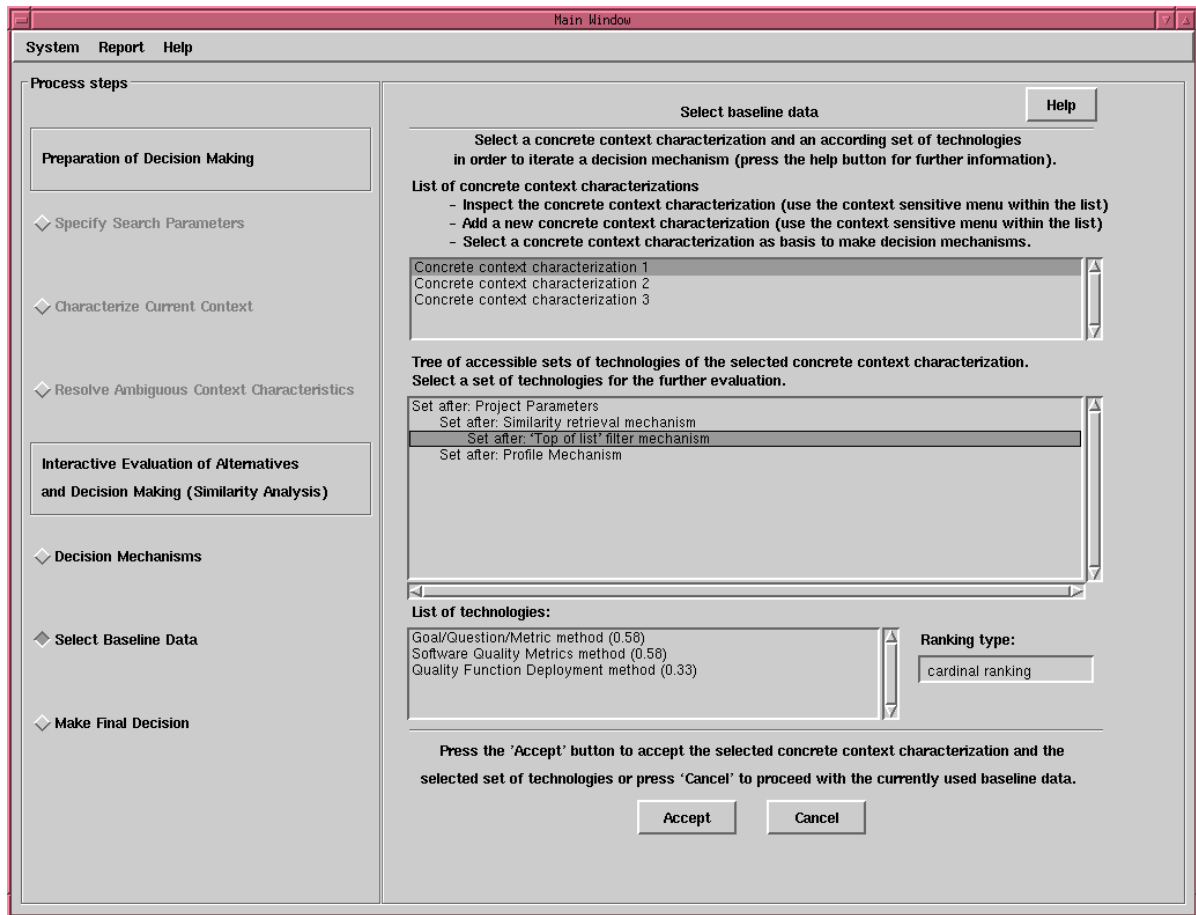 Main Window
System Report Help
Process steps
Preparation of Decision Making
Specify Search Parameters
Characterize Current Context
Resolve Ambiguous Context Characteristics
Interactive Evaluation of Alternatives
and Decision Making (Similarity Analysis)
Decision Mechanisms
Select Baseline Data
Make Final Decision
Select baseline data
Help
Select a concrete context characterization and an according set of technologies
in order to iterate a decision mechanism (press the help button for further information).
List of concrete context characterizations
- Inspect the concrete context characterization (use the context sensitive menu within the list)
- Add a new concrete context characterization (use the context sensitive menu within the list)
- Select a concrete context characterization as basis to make decision mechanisms.
Concrete context characterization 1
Concrete context characterization 2
Concrete context characterization 3
Tree of accessible sets of technologies of the selected concrete context characterization.
Select a set of technologies for the further evaluation.
Set after: Project Parameters
Set after: Similarity retrieval mechanism
Set after: 'Top of list' filter mechanism
Set after: Profile Mechanism
List of technologies:
Goal/Question/Metric method (0.58)
Software Quality Metrics method (0.58)
Quality Function Deployment method (0.33)
Ranking type:
cardinal ranking
Press the 'Accept' button to accept the selected concrete context characterization and the
selected set of technologies or press 'Cancel' to proceed with the currently used baseline data.
Accept
Cancel